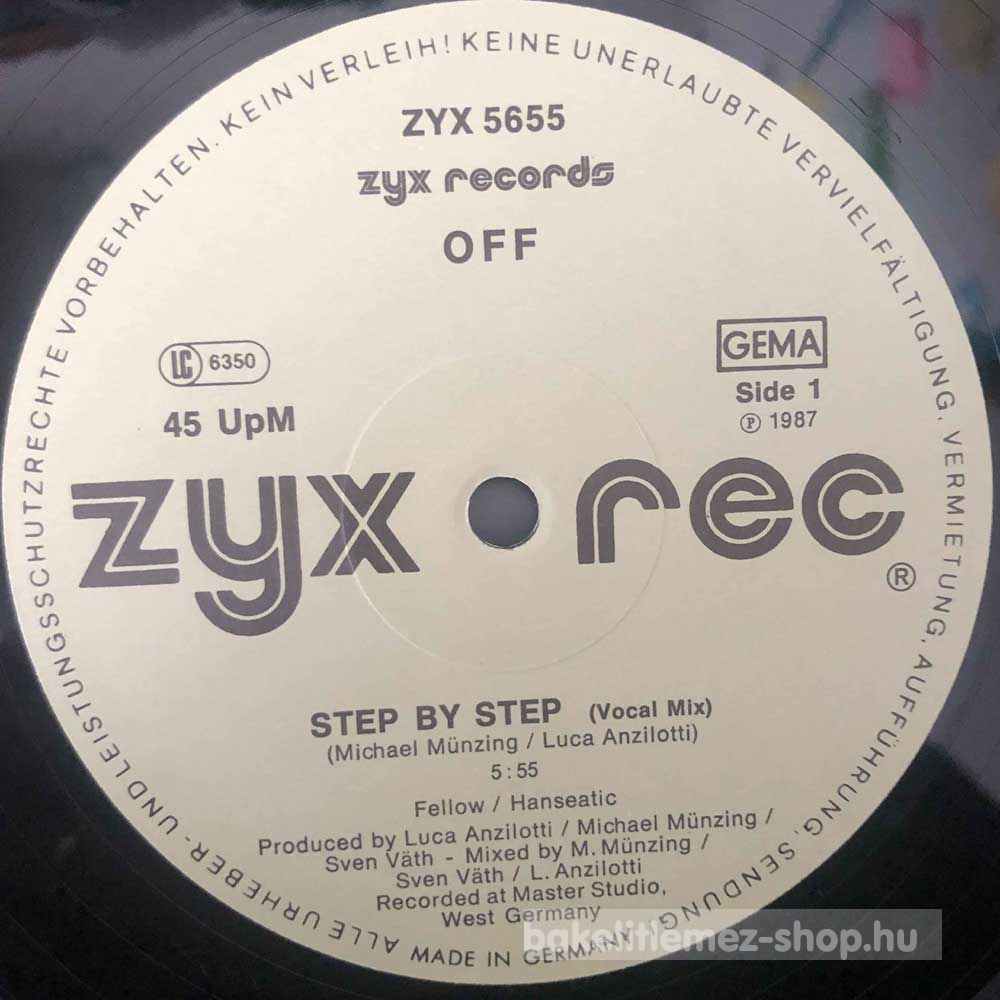 ALLE URHEBER- UND LEISTUNGSSCHUTZRECHTE VORBEHALTEN. KEIN VERLEIH! KEINE UNERLAUBTE VERVIELFÄLTIGUNG, VERMIETUNG, AUFFÜHRUNG, SENDUNG!
ZYX 5655
zyx records
OFF
LC 6350
GEMA
45 UpM
Side 1
℗ 1987
zyx rec ®
STEP BY STEP (Vocal Mix)
(Michael Münzing / Luca Anzilotti)
5:55
Fellow / Hanseatic
Produced by Luca Anzilotti / Michael Münzing /
Sven Väth - Mixed by M. Münzing /
Sven Väth / L. Anzilotti
Recorded at Master Studio,
West Germany
MADE IN GERMANY
bakelitlemez-shop.hu